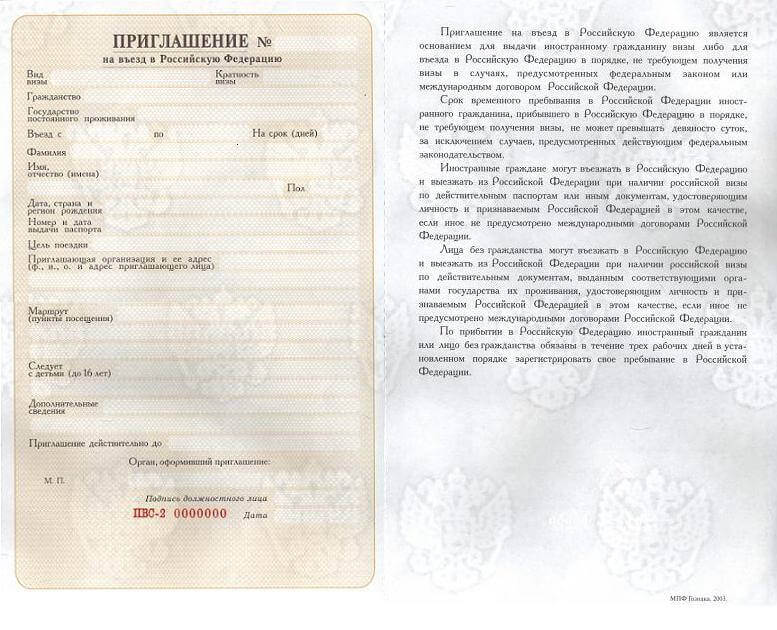 ПРИГЛАШЕНИЕ №
на въезд в Российскую Федерацию
Вид
визы
Кратность
визы
Гражданство
Государство
постоянного проживания
Въезд с по На срок (дней)
Фамилия
Имя,
отчество (имена)
Пол
Дата, страна и
регион рождения
Номер и дата
выдачи паспорта
Цель поездки
Приглашающая организация и ее адрес
(ф., и., о. и адрес приглашающего лица)
Маршрут
(пункты посещения)
Следует
с детьми (до 16 лет)
Дополнительные
сведения
Приглашение действительно до
Орган, оформивший приглашение:
М. П.
Подпись должностного лица
ПВС-2 0000000 Дата
Приглашение на въезд в Российскую Федерацию является
основанием для выдачи иностранному гражданину визы либо для
въезда в Российскую Федерацию в порядке, не требующем получения
визы в случаях, предусмотренных федеральным законом или
международным договором Российской Федерации.
Срок временного пребывания в Российской Федерации иност-
ранного гражданина, прибывшего в Российскую Федерацию в порядке,
не требующем получения визы, не может превышать девяносто суток,
за исключением случаев, предусмотренных действующим федеральным
законодательством.
Иностранные граждане могут въезжать в Российскую Федерацию
и выезжать из Российской Федерации при наличии российской визы
по действительным паспортам или иным документам, удостоверяющим
личность и признаваемым Российской Федерацией в этом качестве,
если иное не предусмотрено международными договорами Российской
Федерации.
Лица без гражданства могут въезжать в Российскую Федерацию
и выезжать из Российской Федерации при наличии российской визы
по действительным документам, выданным соответствующими орга-
нами государства их проживания, удостоверяющим личность и при-
знаваемым Российской Федерацией в этом качестве, если иное не
предусмотрено международными договорами Российской Федерации.
По прибытии в Российскую Федерацию иностранный гражданин
или лицо без гражданства обязаны в течение трех рабочих дней в уста-
новленном порядке зарегистрировать свое пребывание в Российской
Федерации.
МПФ Гознака. 2003.